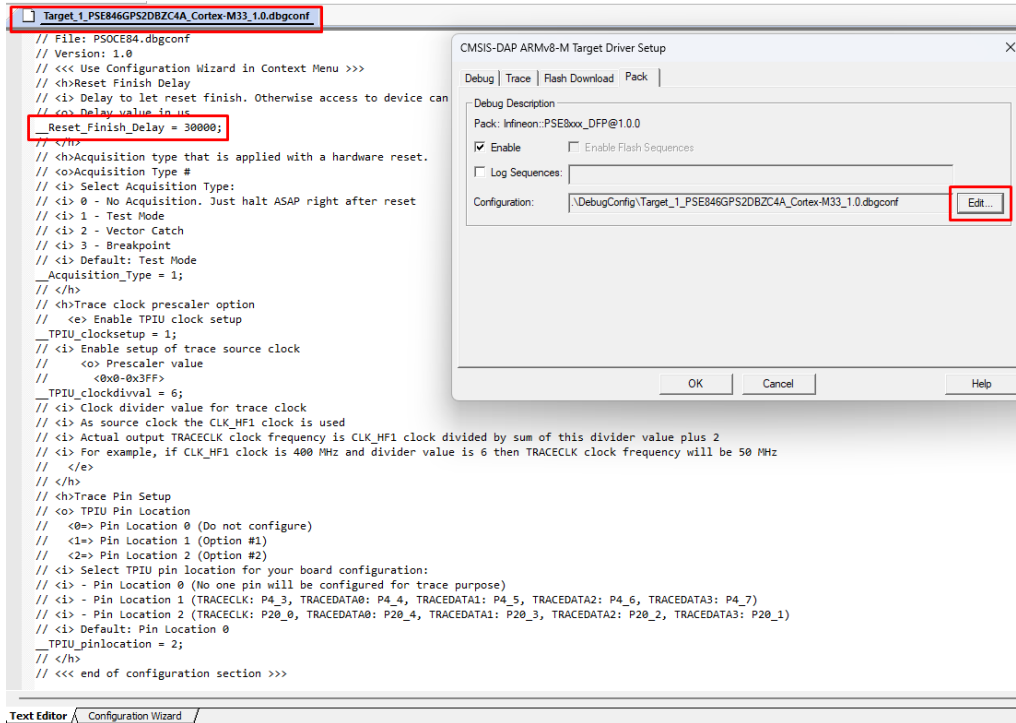 Target_1_PSE846GPS2DBZC4A_Cortex-M33_1.0.dbgconf
// File: PSOCE84.dbgconf
// Version: 1.0
// <<< Use Configuration Wizard in Context Menu >>>
// <h>Reset Finish Delay
// <i> Delay to let reset finish. Otherwise access to device can
// <o> Delay value in us
__Reset_Finish_Delay = 30000;
// </h>
// <h>Acquisition type that is applied with a hardware reset.
// <o>Acquisition Type #
// <i> Select Acquisition Type:
// <i> 0 - No Acquisition. Just halt ASAP right after reset
// <i> 1 - Test Mode
// <i> 2 - Vector Catch
// <i> 3 - Breakpoint
// <i> Default: Test Mode
__Acquisition_Type = 1;
// </h>
// <h>Trace clock prescaler option
//   <e> Enable TPIU clock setup
__TPIU_clocksetup = 1;
// <i> Enable setup of trace source clock
//     <o> Prescaler value
//       <0x0-0x3FF>
__TPIU_clockdivval = 6;
// <i> Clock divider value for trace clock
// <i> As source clock the CLK_HF1 clock is used
// <i> Actual output TRACECLK clock frequency is CLK_HF1 clock divided by sum of this divider value plus 2
// <i> For example, if CLK_HF1 clock is 400 MHz and divider value is 6 then TRACECLK clock frequency will be 50 MHz
//   </e>
// </h>
// <h>Trace Pin Setup
// <o> TPIU Pin Location
//   <0=> Pin Location 0 (Do not configure)
//   <1=> Pin Location 1 (Option #1)
//   <2=> Pin Location 2 (Option #2)
// <i> Select TPIU pin location for your board configuration:
// <i> - Pin Location 0 (No one pin will be configured for trace purpose)
// <i> - Pin Location 1 (TRACECLK: P4_3, TRACEDATA0: P4_4, TRACEDATA1: P4_5, TRACEDATA2: P4_6, TRACEDATA3: P4_7)
// <i> - Pin Location 2 (TRACECLK: P20_0, TRACEDATA0: P20_4, TRACEDATA1: P20_3, TRACEDATA2: P20_2, TRACEDATA3: P20_1)
// <i> Default: Pin Location 0
__TPIU_pinlocation = 2;
// </h>
// <<< end of configuration section >>>
Text Editor
Configuration Wizard
CMSIS-DAP ARMv8-M Target Driver Setup
Debug Trace Flash Download Pack
Debug Description
Pack: Infineon::PSE8xxx_DFP@1.0.0
Enable
Enable Flash Sequences
Log Sequences:
Configuration:
.\DebugConfig\Target_1_PSE846GPS2DBZC4A_Cortex-M33_1.0.dbgconf
Edit...
OK
Cancel
Help